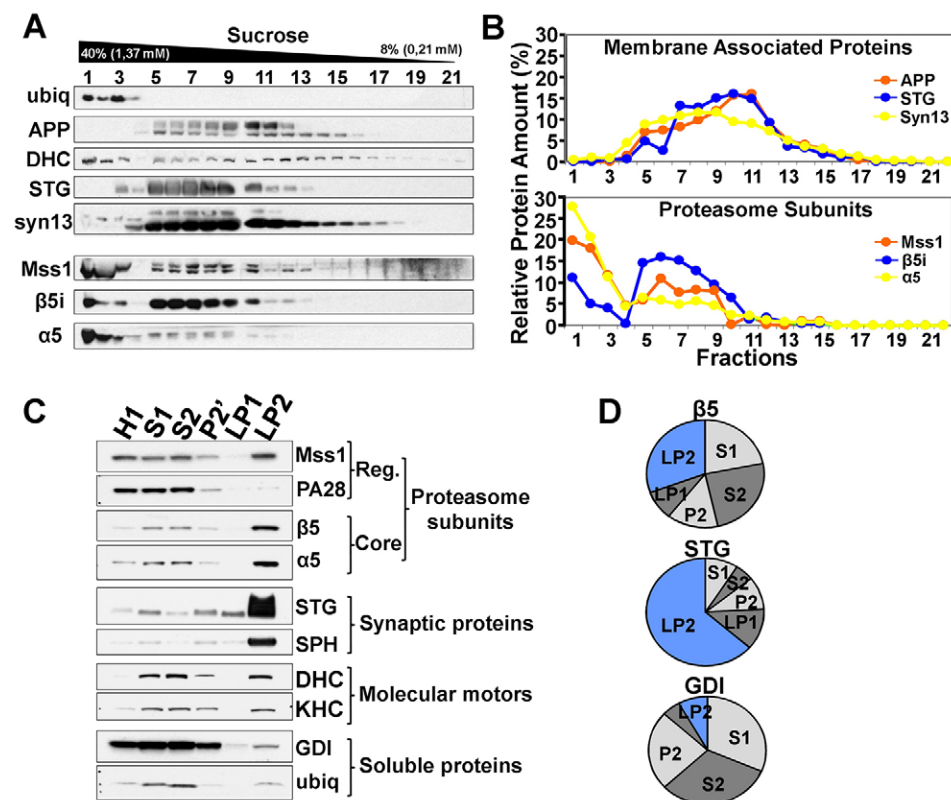 A
Sucrose
40% (1,37 mM)
8% (0,21 mM)
1 3 5 7 9 11 13 15 17 19 21
ubiq
APP
DHC
STG
syn13
Mss1
β5i
α5
B
Relative Protein Amount (%)
30
25
20
15
10
5
0
Membrane Associated Proteins
APP
STG
Syn13
1 3 5 7 9 11 13 15 17 19 21
30
25
20
15
10
5
0
Proteasome Subunits
Mss1
β5i
α5
1 3 5 7 9 11 13 15 17 19 21
Fractions
C
H1 S1 S2 P2' LP1 LP2
Mss1
PA28
Reg.
β5
α5
Core
Proteasome
subunits
STG
SPH
Synaptic proteins
DHC
KHC
Molecular motors
GDI
ubiq
Soluble proteins
D
β5
LP2
S1
LP1
S2
P2
STG
S1
S2
P2
LP1
LP2
GDI
LP2
S1
P2
S2